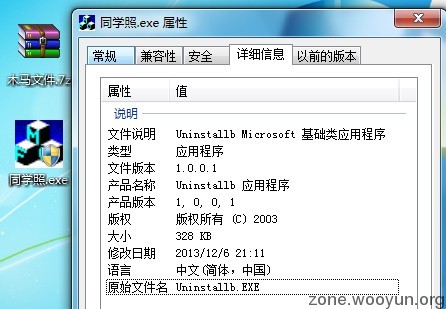 同学照.exe 属性
木马文件.7z
同学照.exe
常规 兼容性 安全 详细信息 以前的版本
属性 值
说明
文件说明 Uninstallb Microsoft 基础类应用程序
类型 应用程序
文件版本 1.0.0.1
产品名称 Uninstallb 应用程序
产品版本 1, 0, 0, 1
版权 版权所有 (C) 2003
大小 328 KB
修改日期 2013/12/6 21:11
语言 中文(简体，中国)
原始文件名 Uninstallb.EXE
zone.wooyun.org